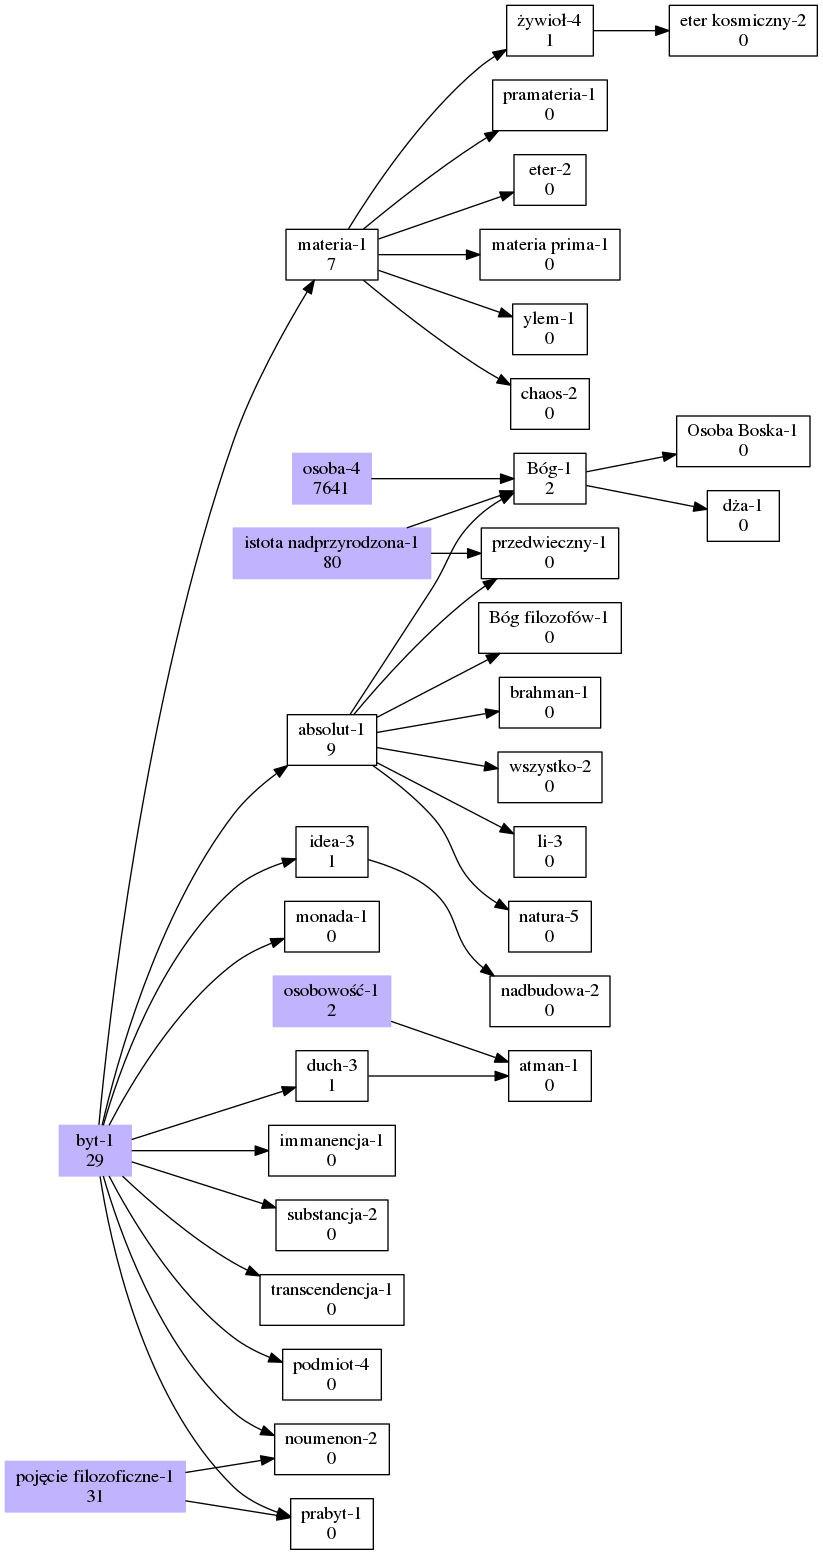 żywioł-4
1
eter kosmiczny-2
0
pramateria-1
0
eter-2
0
materia-1
7
materia prima-1
0
ylem-1
0
chaos-2
0
Osoba Boska-1
0
osoba-4
7641
Bóg-1
2
dża-1
0
istota nadprzyrodzona-1
80
przedwieczny-1
0
Bóg filozofów-1
0
brahman-1
0
absolut-1
9
wszystko-2
0
idea-3
1
li-3
0
monada-1
0
natura-5
0
osobowość-1
2
nadbudowa-2
0
duch-3
1
atman-1
0
byt-1
29
immanencja-1
0
substancja-2
0
transcendencja-1
0
podmiot-4
0
noumenon-2
0
pojęcie filozoficzne-1
31
prabyt-1
0